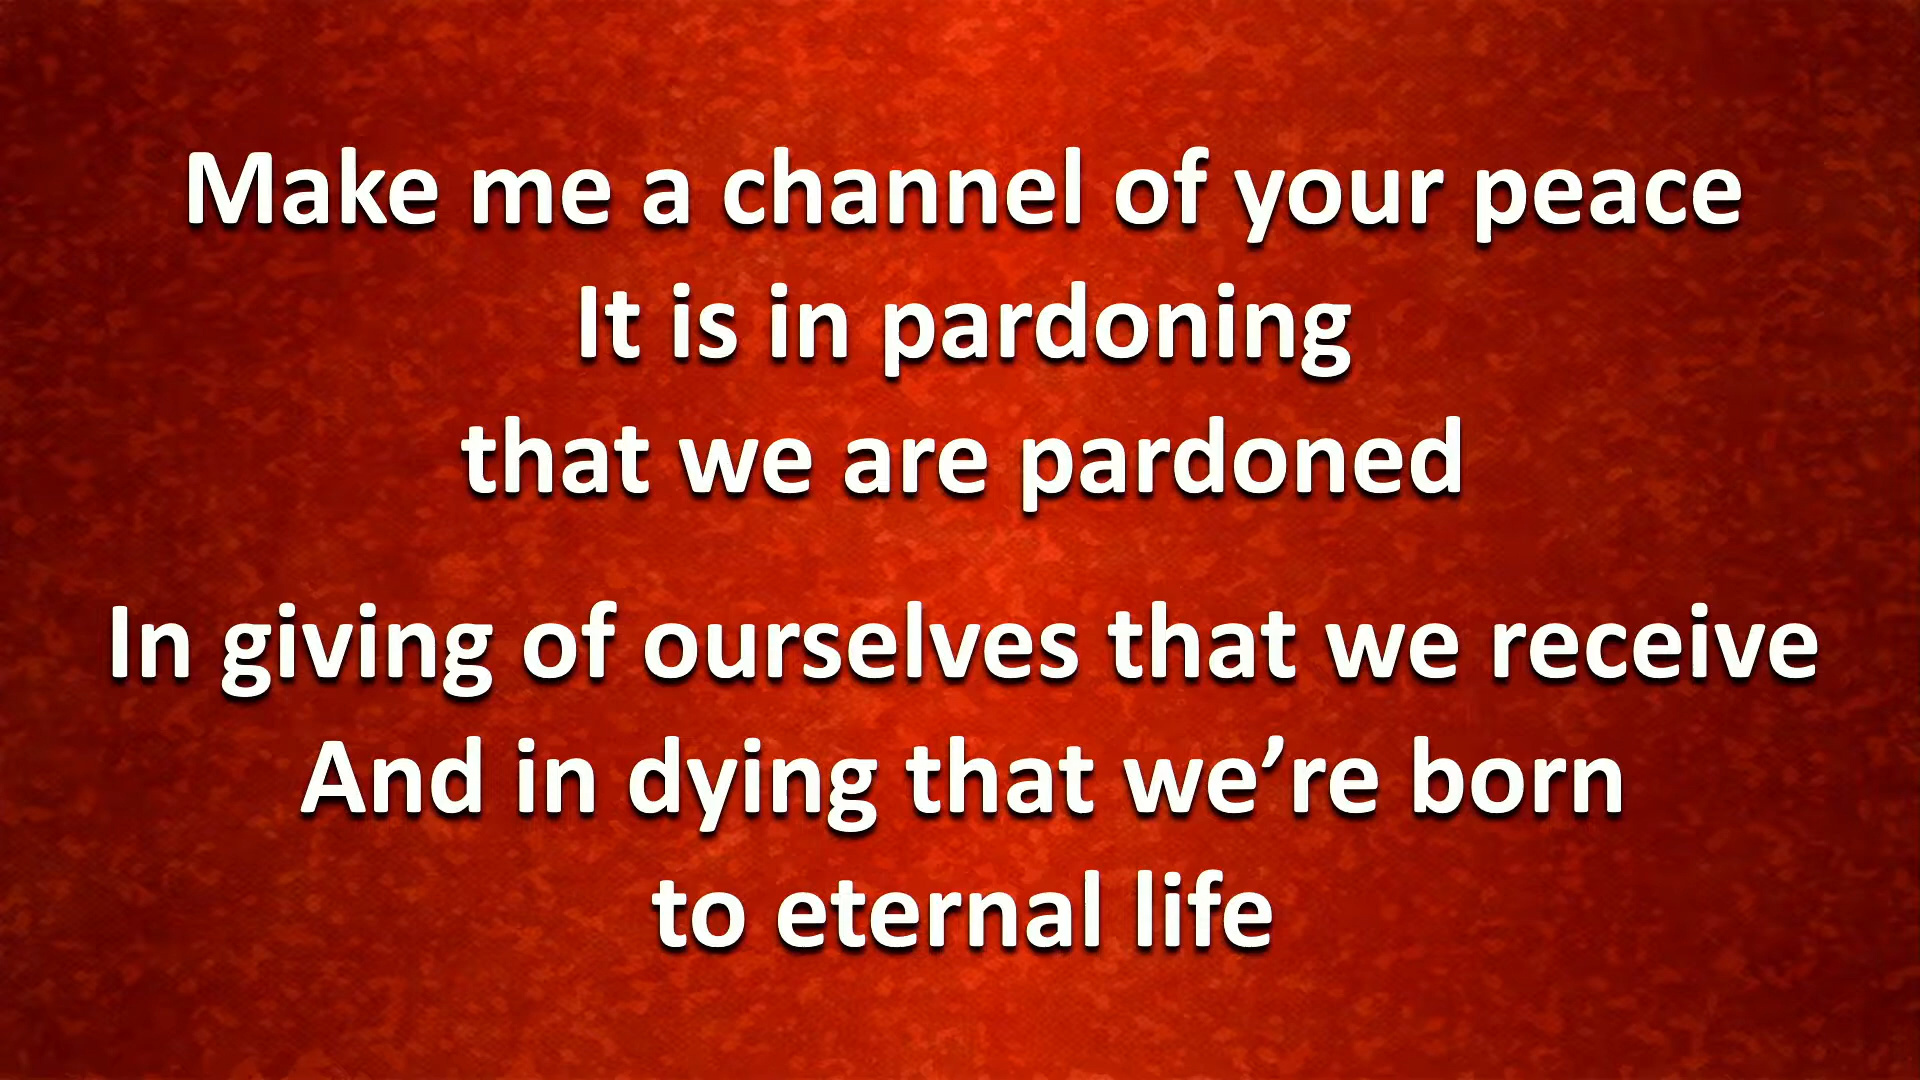 Make me a channel of your peace
It is in pardoning
that we are pardoned
In giving of ourselves that we receive
And in dying that we’re born
to eternal life